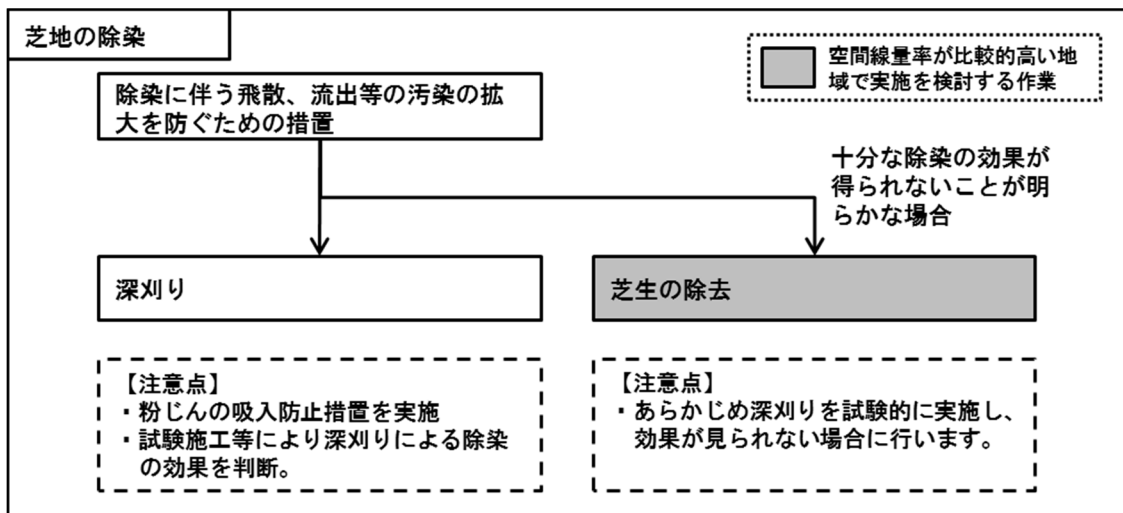 芝地の除染
空間線量率が比較的高い地
域で実施を検討する作業
除染に伴う飛散、流出等の汚染の拡
大を防ぐための措置
十分な除染の効果が
得られないことが明
らかな場合
深刈り
芝生の除去
【注意点】
・粉じんの吸入防止措置を実施
・試験施工等により深刈りによる除染
の効果を判断。
【注意点】
・あらかじめ深刈りを試験的に実施し、
効果が見られない場合に行います。